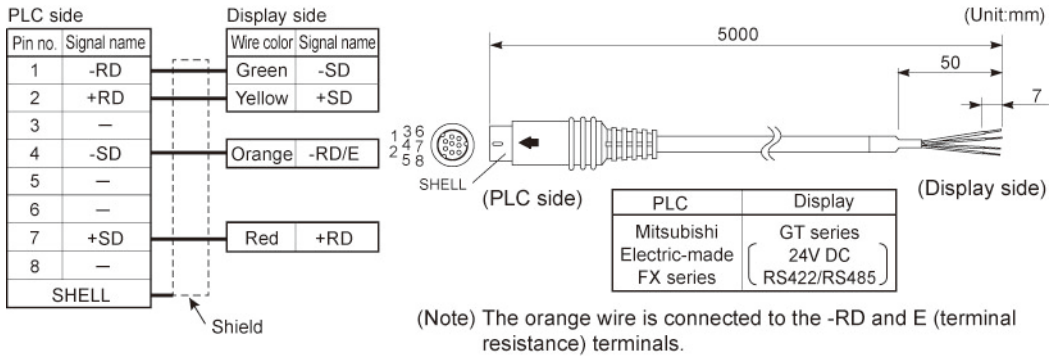 PLC side
Display side
Pin no. Signal name
Wire color Signal name
1 -RD
Green -SD
2 +RD
Yellow +SD
3 —
4 -SD
Orange -RD/E
5 —
6 —
7 +SD
Red +RD
8 —
SHELL
Shield
(Unit:mm)
5000
50
7
1 3 6
4 7
2 5 8
SHELL
(PLC side)
(Display side)
PLC Display
Mitsubishi GT series
Electric-made 24V DC
FX series RS422/RS485
(Note) The orange wire is connected to the -RD and E (terminal
resistance) terminals.